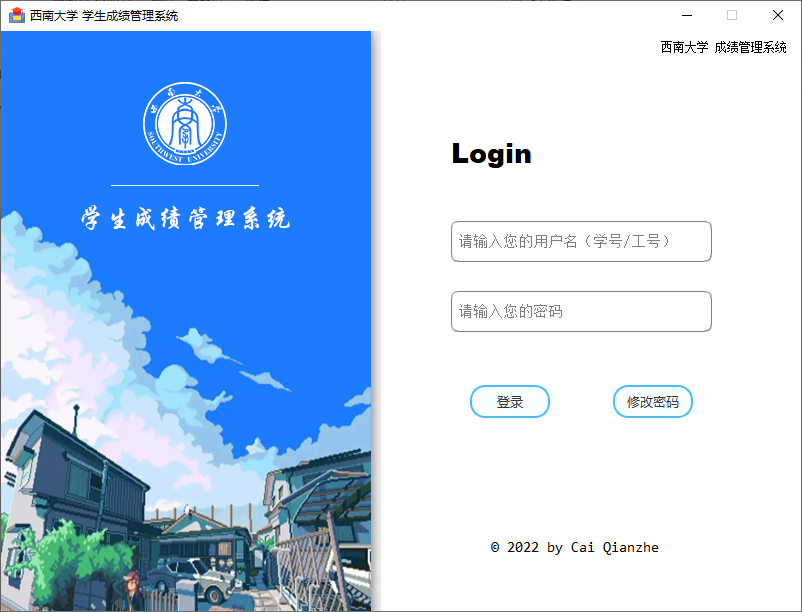 西南大学 学生成绩管理系统
西南大学 成绩管理系统
西南大学
SOUTHWEST UNIVERSITY
学生成绩管理系统
Login
请输入您的用户名（学号/工号）
请输入您的密码
登录
修改密码
© 2022 by Cai Qianzhe